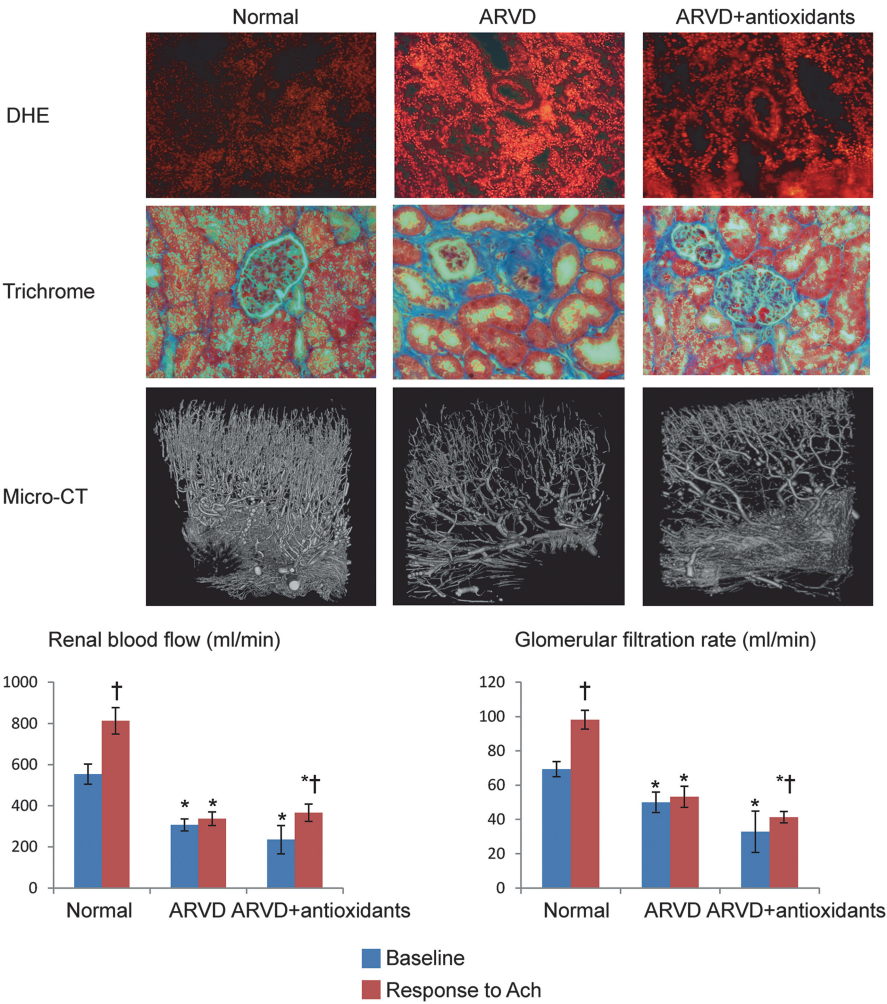 Normal ARVD ARVD+antioxidants
DHE
Trichrome
Micro-CT
Renal blood flow (ml/min)
1000
800
600
400
200
0
†
* *
* *†
Normal ARVD ARVD+antioxidants
Glomerular filtration rate (ml/min)
120
100
80
60
40
20
0
†
* *
* *†
Normal ARVD ARVD+antioxidants
Baseline
Response to Ach